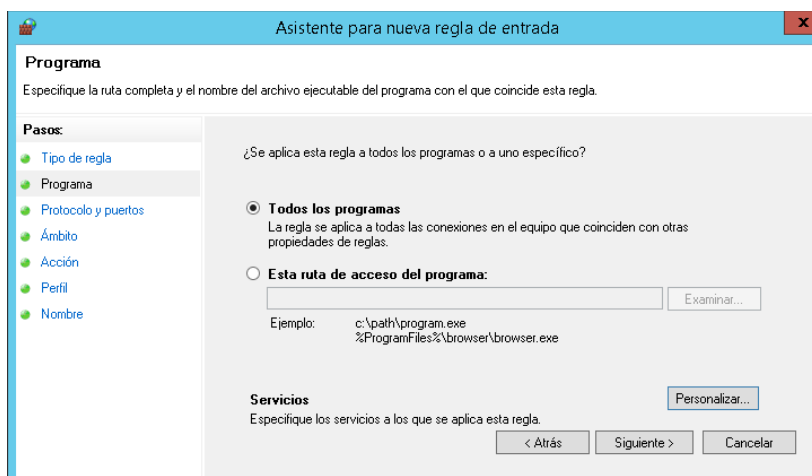 Asistente para nueva regla de entrada
x
Programa
Especifique la ruta completa y el nombre del archivo ejecutable del programa con el que coincide esta regla.
Pasos:
Tipo de regla
Programa
Protocolo y puertos
Ámbito
Acción
Perfil
Nombre
¿Se aplica esta regla a todos los programas o a uno específico?
Todos los programas
La regla se aplica a todas las conexiones en el equipo que coinciden con otras
propiedades de reglas.
Esta ruta de acceso del programa:
Examinar...
Ejemplo: c:\path\program.exe
%ProgramFiles%\browser\browser.exe
Servicios
Personalizar...
Especifique los servicios a los que se aplica esta regla.
< Atrás Siguiente > Cancelar